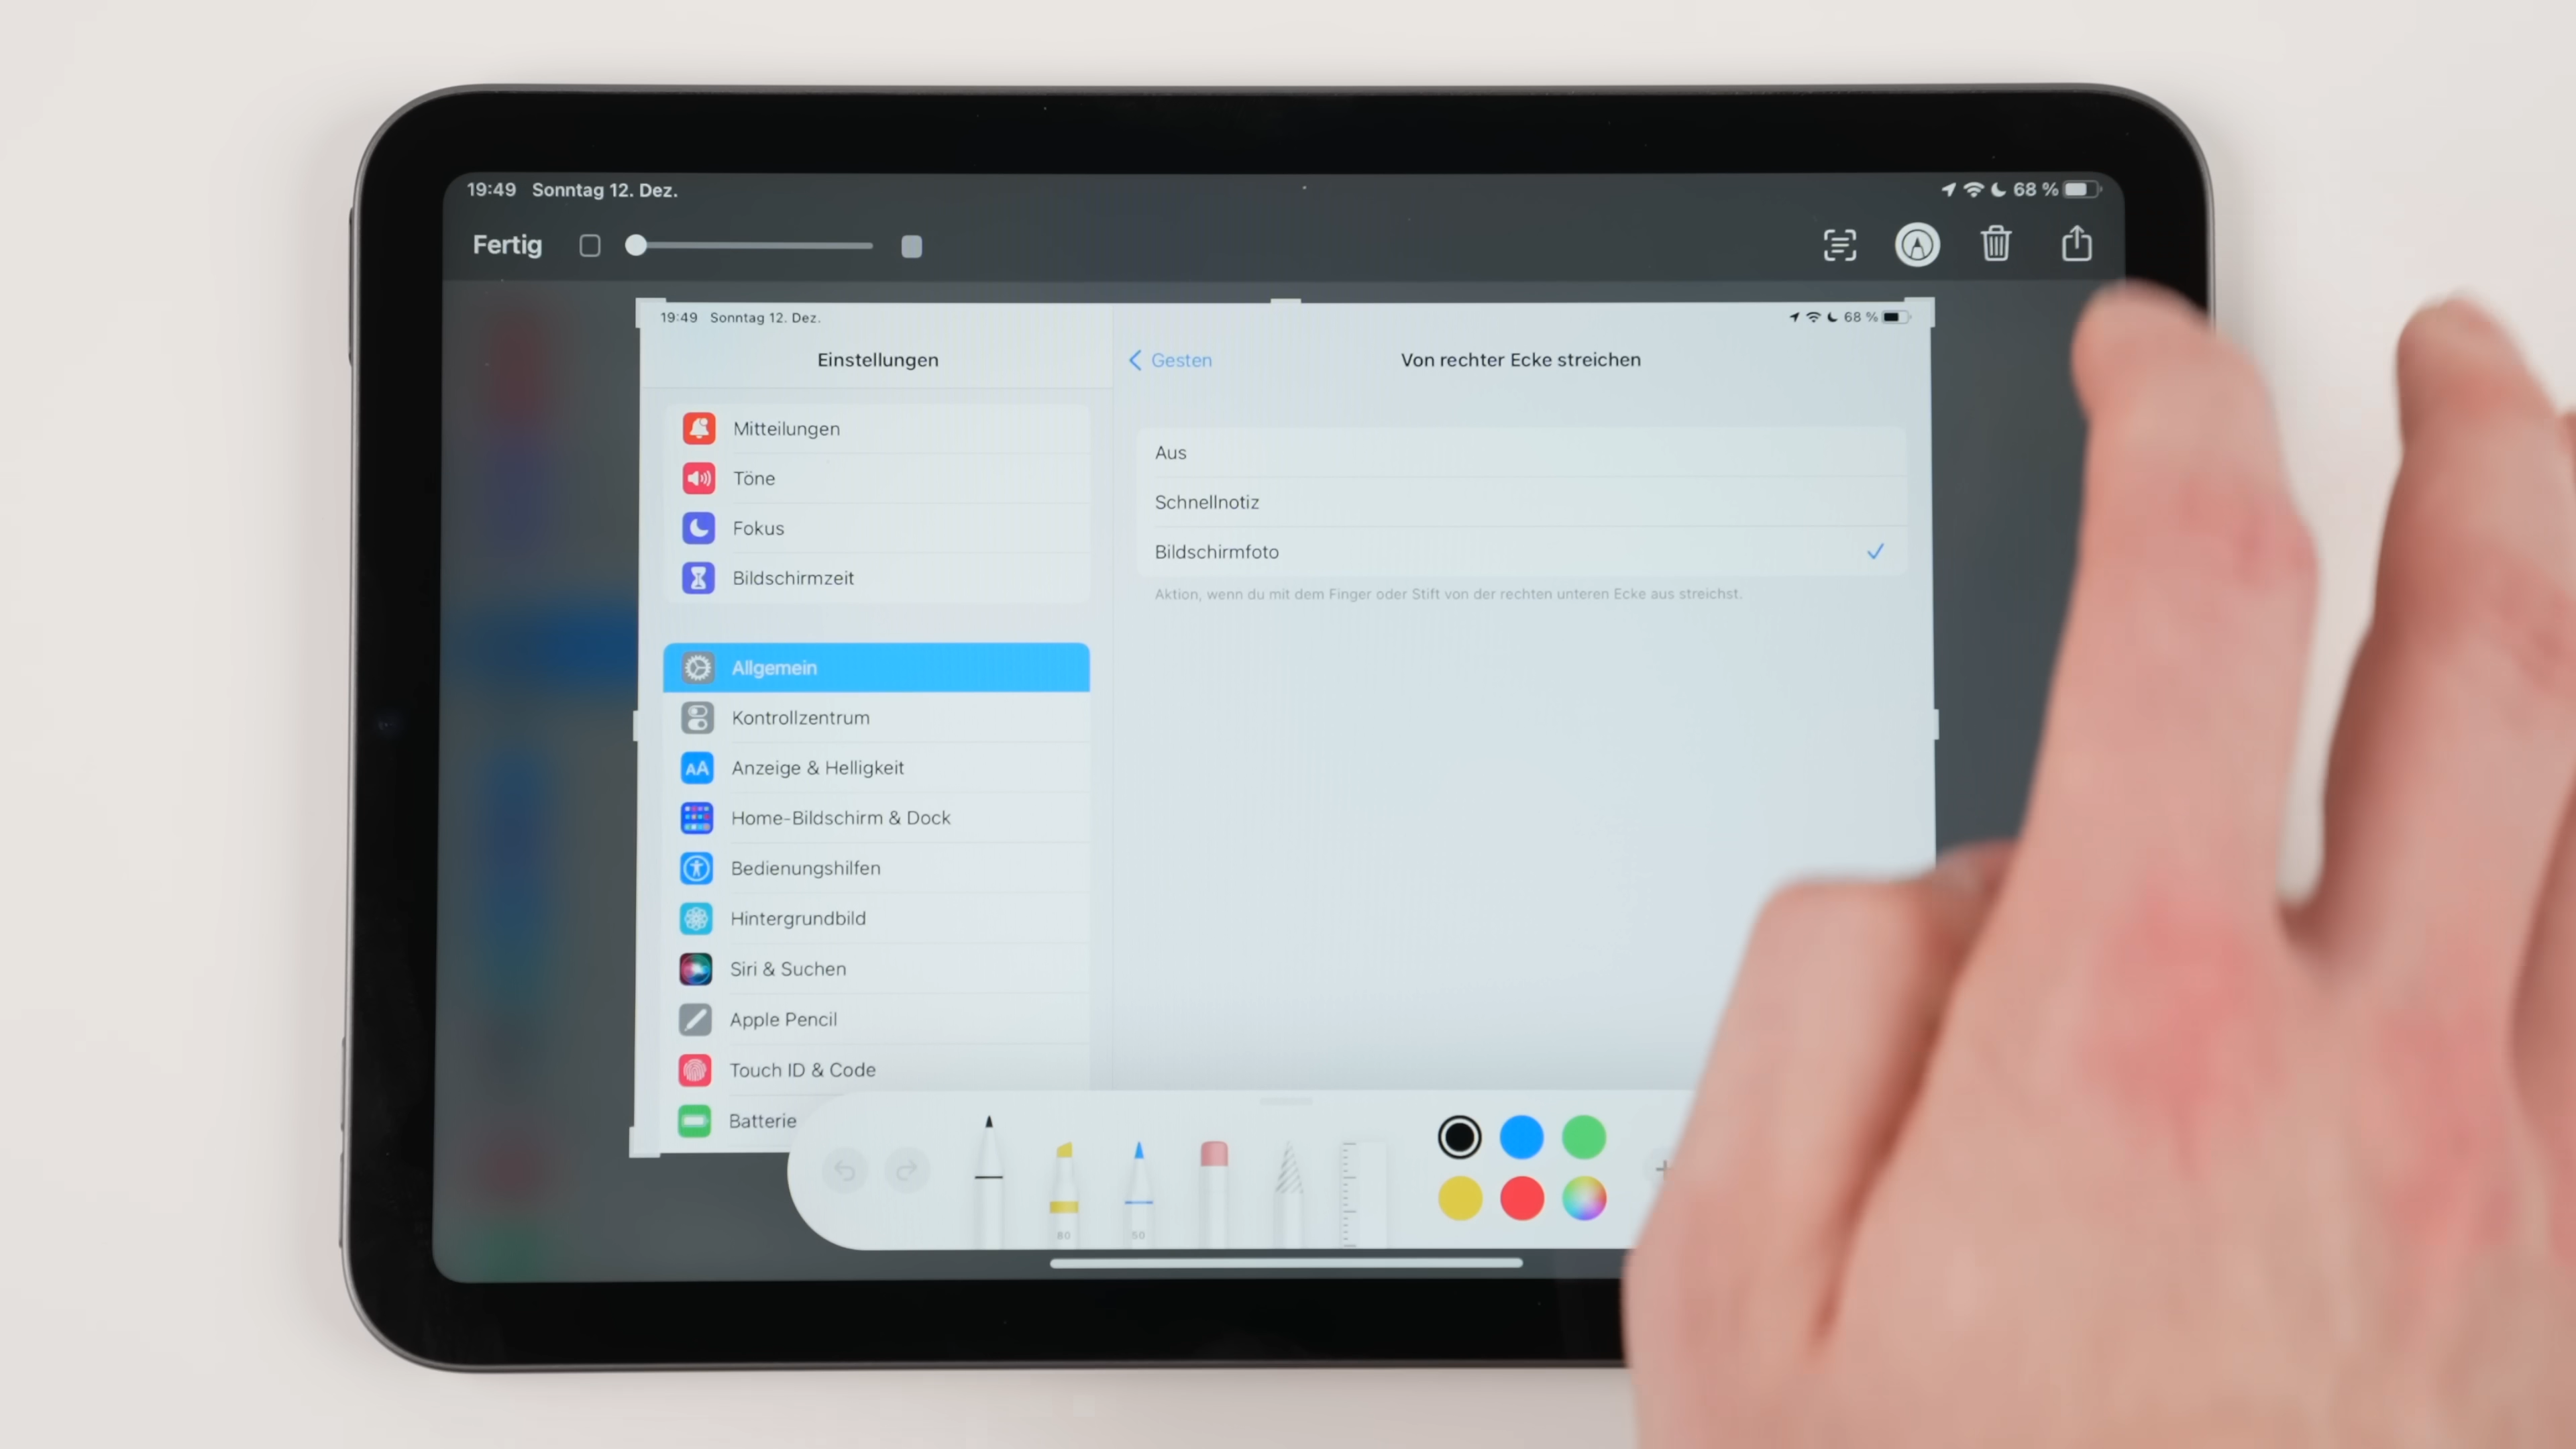 19:49 Sonntag 12. Dez. 68 %
Fertig
19:49 Sonntag 12. Dez. 68 %
Einstellungen
Mitteilungen
Töne
Fokus
Bildschirmzeit
Allgemein
Kontrollzentrum
AA Anzeige & Helligkeit
Home-Bildschirm & Dock
Bedienungshilfen
Hintergrundbild
Siri & Suchen
Apple Pencil
Touch ID & Code
Batterie
Gesten
Von rechter Ecke streichen
Aus
Schnellnotiz
Bildschirmfoto
Aktion, wenn du mit dem Finger oder Stift von der rechten unteren Ecke aus streichst.
80 50